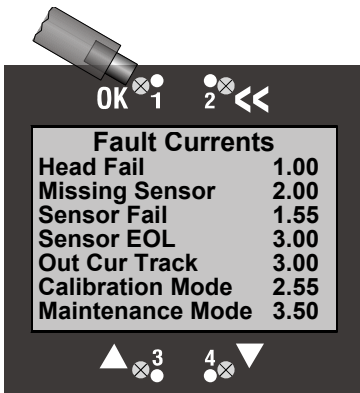 OK 1 2 <<
Fault Currents
Head Fail 1.00
Missing Sensor 2.00
Sensor Fail 1.55
Sensor EOL 3.00
Out Cur Track 3.00
Calibration Mode 2.55
Maintenance Mode 3.50
3 4